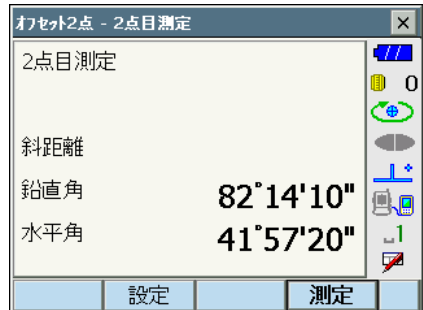 ｵﾌｾｯﾄ2点 - 2点目測定
2点目測定
0
斜距離
鉛直角 82°14'10"
水平角 41°57'20"
1
設定 測定